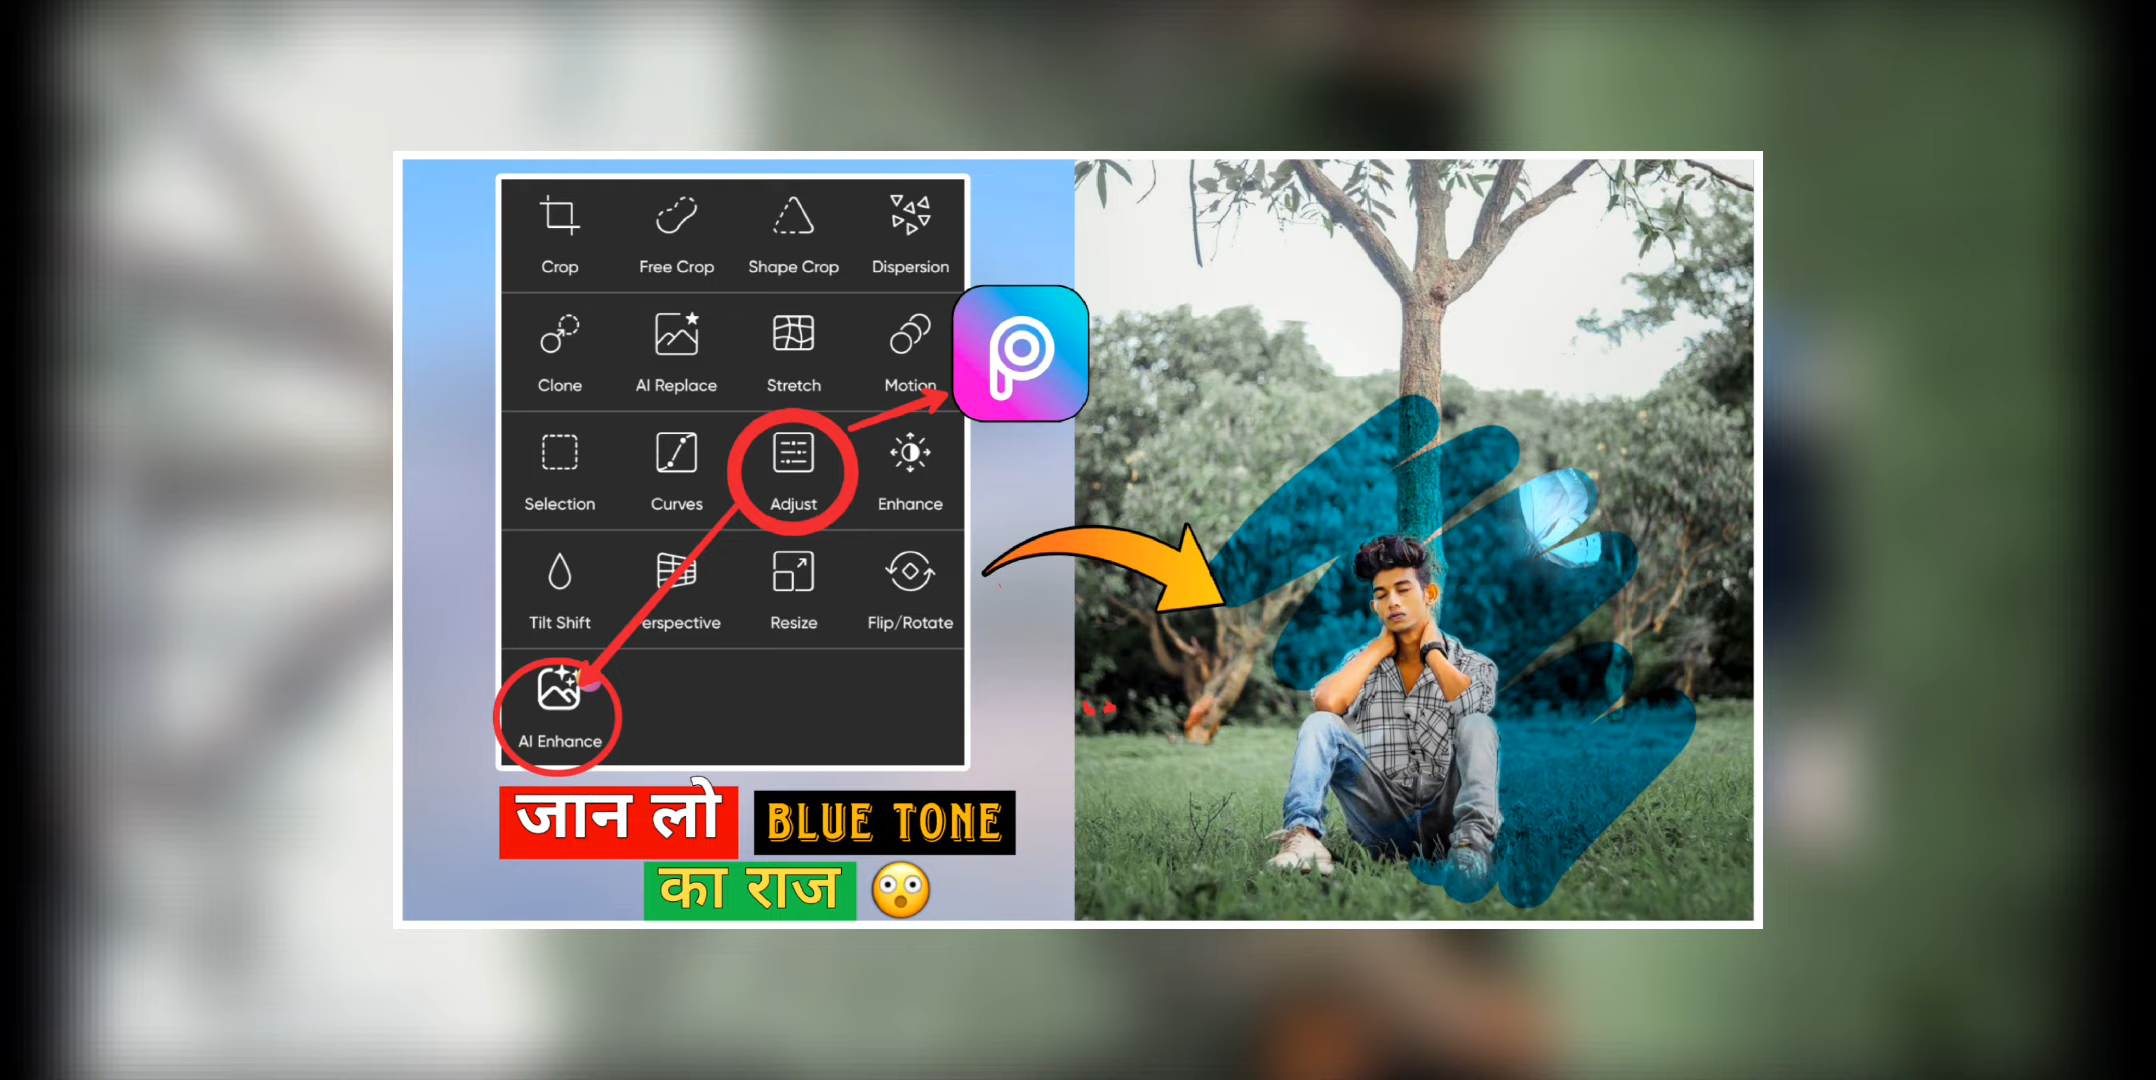 Crop Free Crop Shape Crop Dispersion
Clone AI Replace Stretch Motion
Selection Curves Adjust Enhance
Tilt Shift erspective Resize Flip/Rotate
AI Enhance
जान लो BLUE TONE
का राज